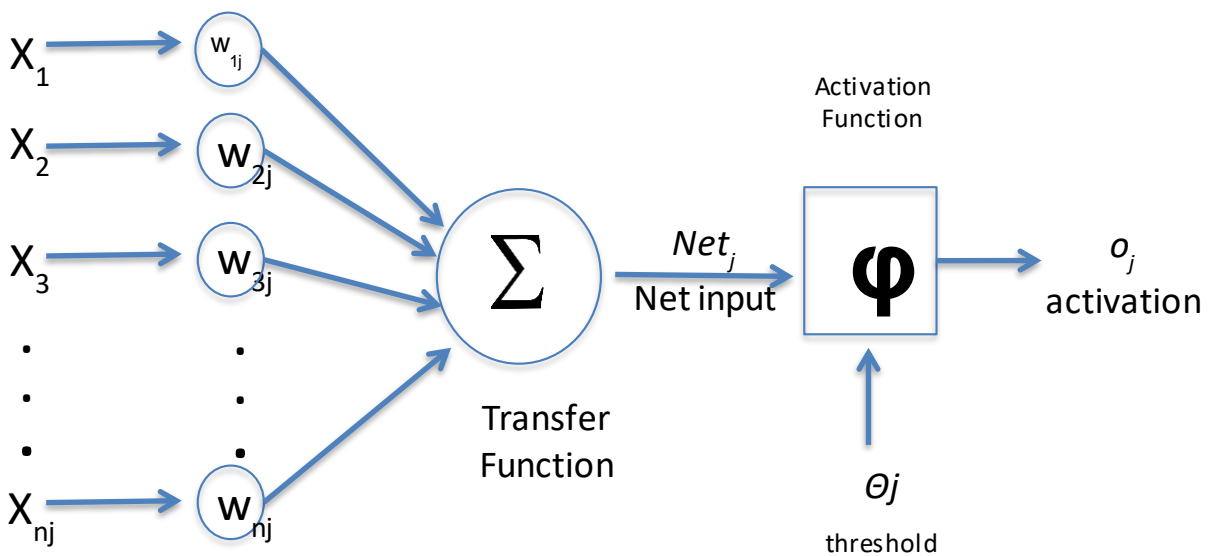 X₁
w₁ⱼ
X₂
w₂ⱼ
X₃
w₃ⱼ
. .
. .
. .
Xₙⱼ
wₙⱼ
Σ
Transfer
Function
Netⱼ
Net input
Activation
Function
φ
oⱼ
activation
Θj
threshold